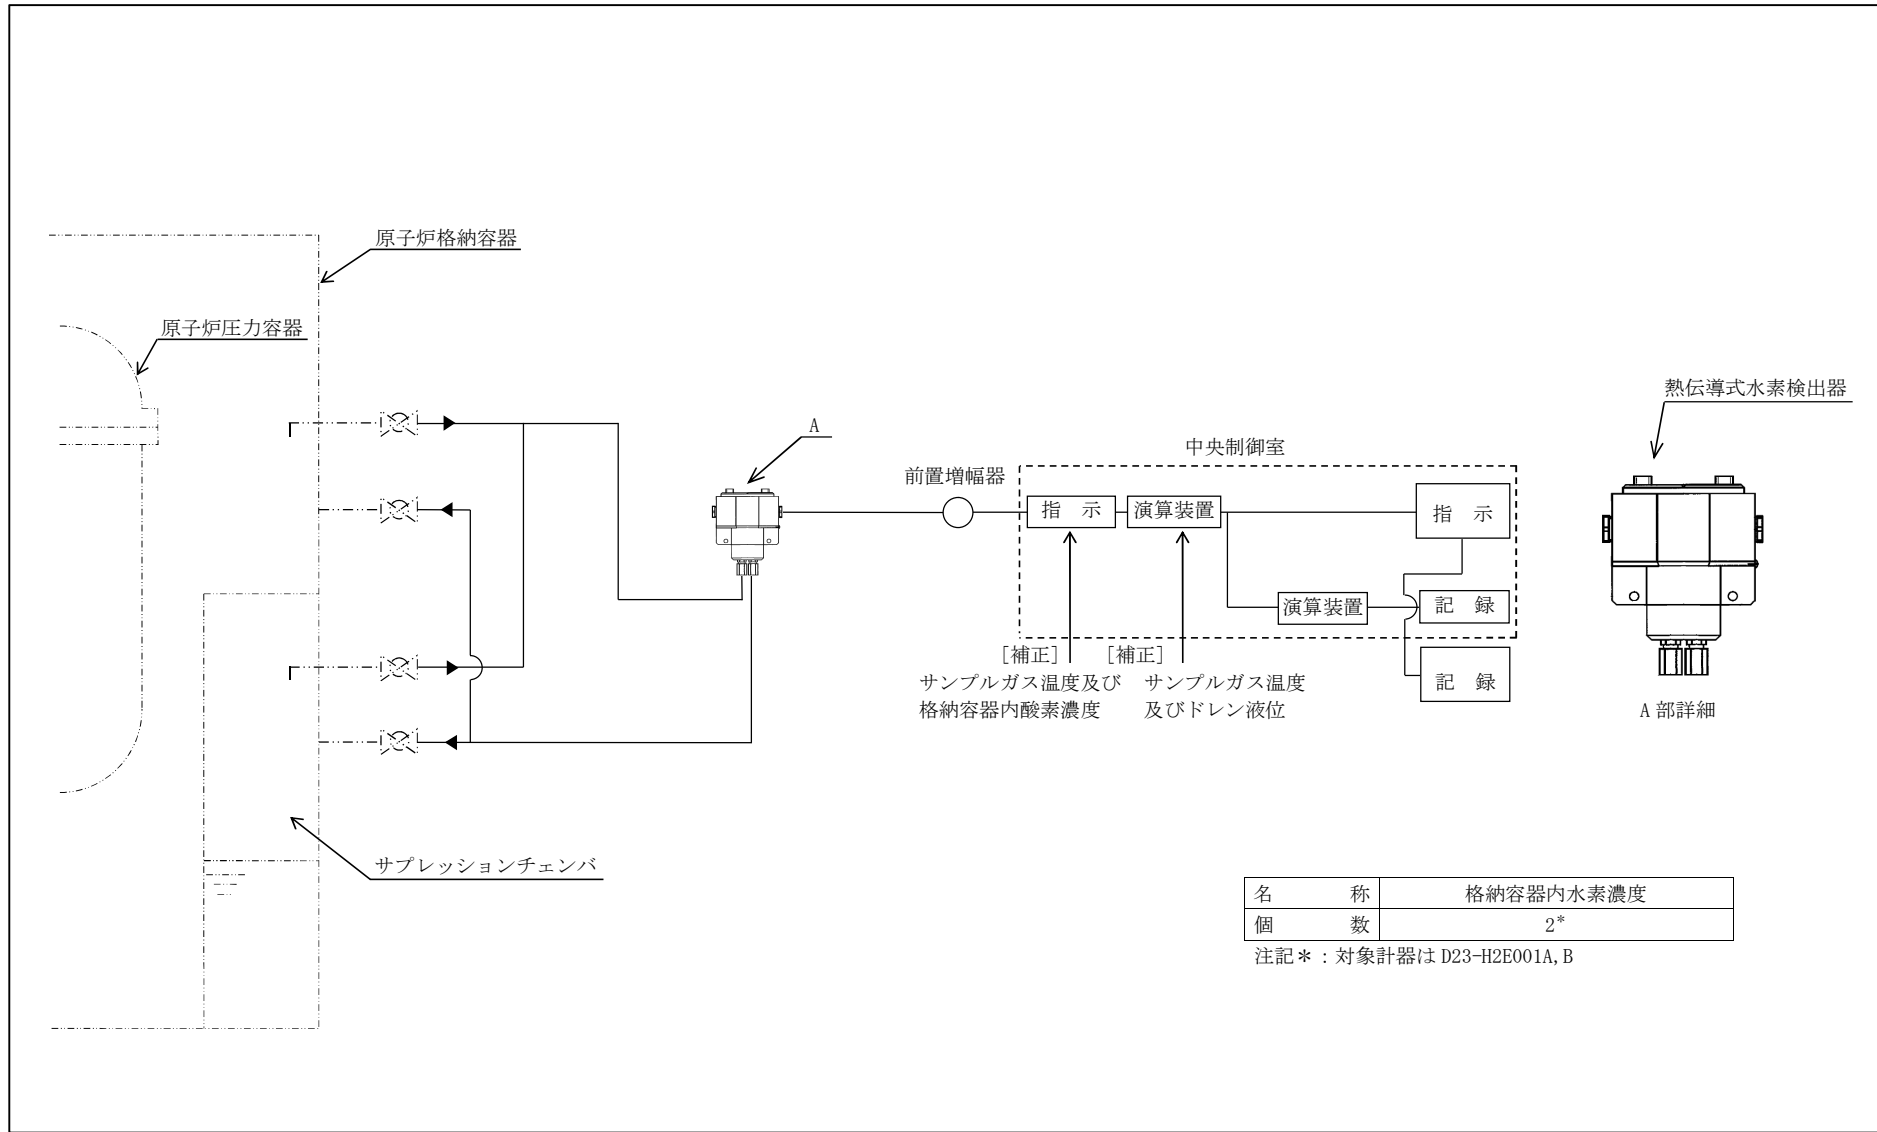 原子炉格納容器
原子炉圧力容器
熱伝導式水素検出器
A
中央制御室
前置増幅器
指　示
演算装置
指　示
演算装置
記　録
記　録
[補正]
サンプルガス温度及び
格納容器内酸素濃度
[補正]
サンプルガス温度
及びドレン液位
A 部詳細
サプレッションチェンバ
名　称　格納容器内水素濃度
個　数　2*
注記＊：対象計器は D23-H2E001A,B